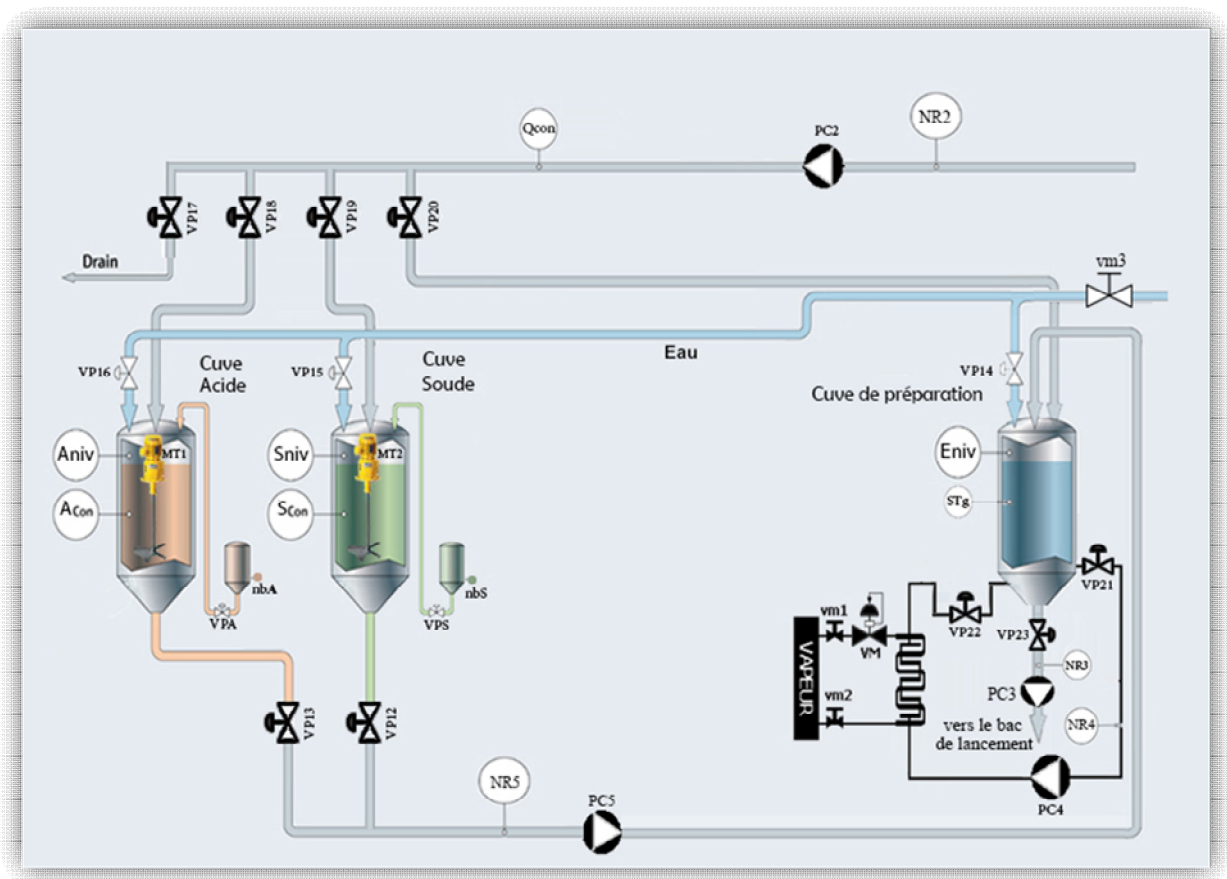 NR2
Qcon
PC2
VP17
VP18
VP19
VP20
Drain
vm3
Eau
VP16
Cuve
Acide
VP15
Cuve
Soude
VP14
Cuve de préparation
Aniv
MT1
Sniv
MT2
Eniv
ACon
SCon
STg
nbA
nbS
VPA
VPS
VP21
vm1
VP22
VP23
VM
VAPEUR
NR3
vm2
PC3
VP13
VP12
vers le bac
de lancement
NR4
NR5
PC5
PC4